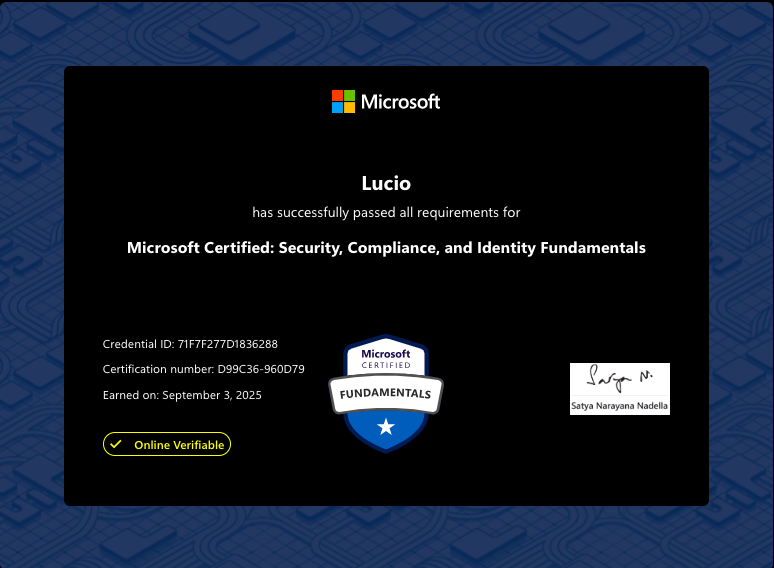 Microsoft
Lucio
has successfully passed all requirements for
Microsoft Certified: Security, Compliance, and Identity Fundamentals
Credential ID: 71F7F277D1836288
Certification number: D99C36-960D79
Earned on: September 3, 2025
Online Verifiable
Microsoft
CERTIFIED
FUNDAMENTALS
Satya N.
Satya Narayana Nadella